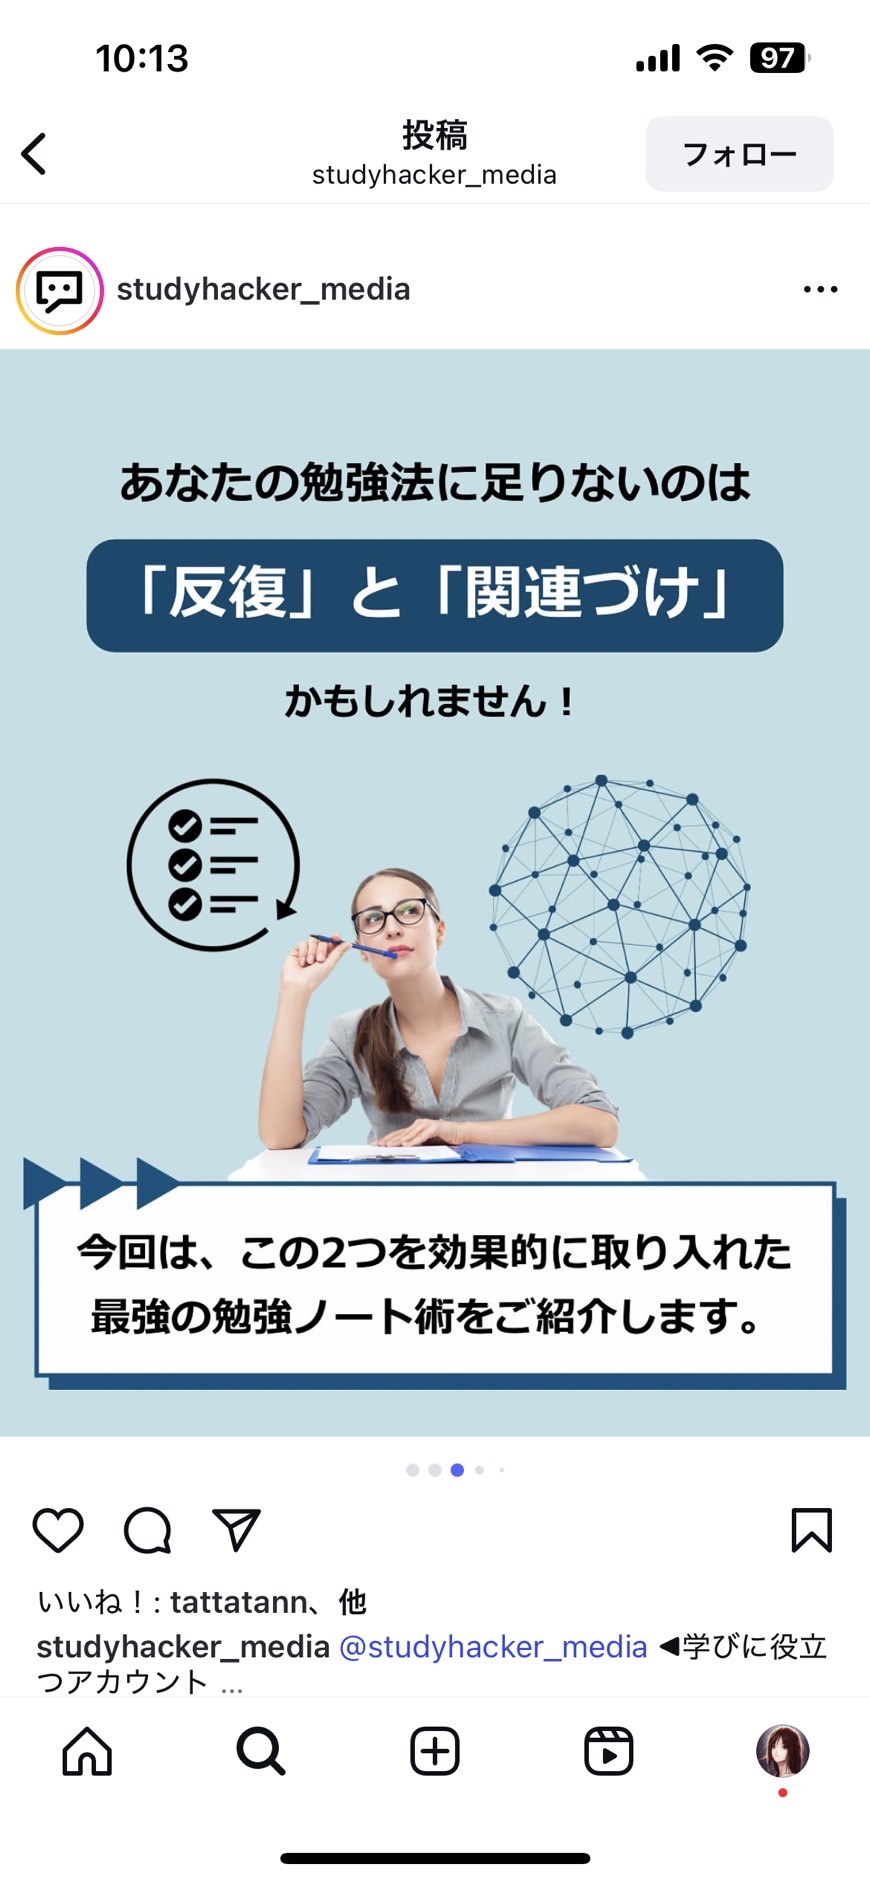 10:13
97
投稿
studyhacker_media
フォロー
studyhacker_media
あなたの勉強法に足りないのは
「反復」と「関連づけ」
かもしれません！
今回は、この2つを効果的に取り入れた
最強の勉強ノート術をご紹介します。
いいね！: tattatann、他
studyhacker_media @studyhacker_media ◀学びに役立
つアカウント ...